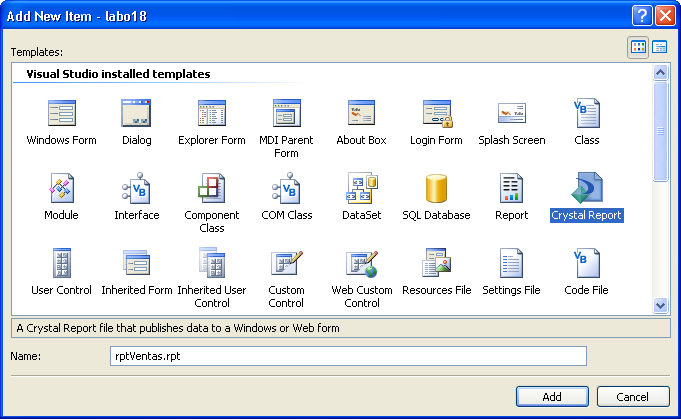 Add New Item - labo18
Templates:
Visual Studio installed templates
Windows Form
Dialog
Explorer Form
MDI Parent
Form
About Box
Login Form
Splash Screen
Class
Module
Interface
Component
Class
COM Class
DataSet
SQL Database
Report
Crystal Report
User Control
Inherited Form
Inherited User
Control
Custom
Control
Web Custom
Control
Resources File
Settings File
Code File
A Crystal Report file that publishes data to a Windows or Web form
Name:
rptVentas.rpt
Add
Cancel